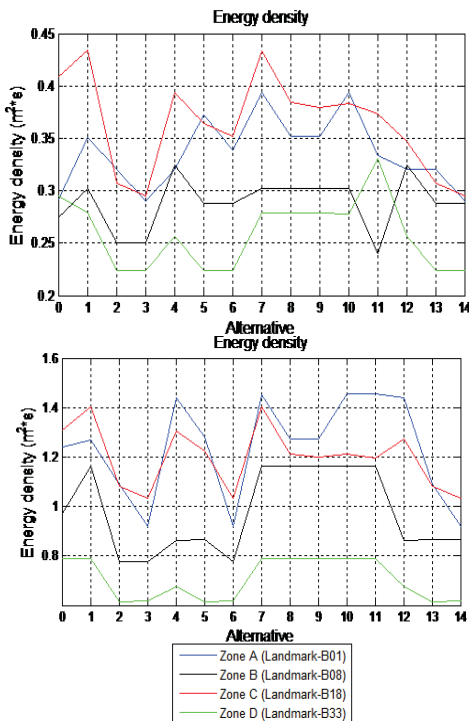 Energy density
0.45
0.4
0.35
0.3
0.25
0.2
Energy density (m²*s)
0 1 2 3 4 5 6 7 8 9 10 11 12 13 14
Alternative
Energy density
1.6
1.4
1.2
1
0.8
Energy density (m²*s)
0 1 2 3 4 5 6 7 8 9 10 11 12 13 14
Alternative
Zone A (Landmark-B01)
Zone B (Landmark-B08)
Zone C (Landmark-B18)
Zone D (Landmark-B33)